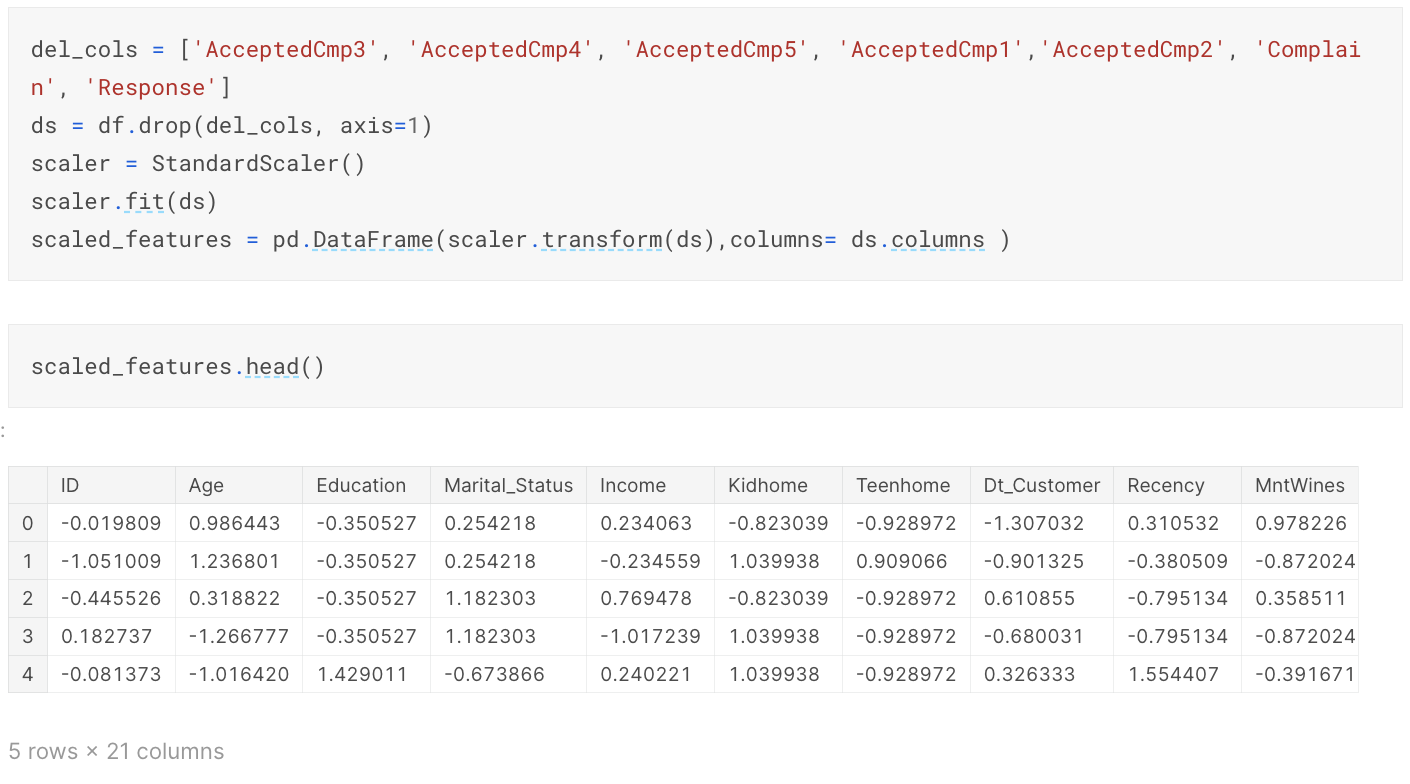 del_cols = ['AcceptedCmp3', 'AcceptedCmp4', 'AcceptedCmp5', 'AcceptedCmp1','AcceptedCmp2', 'Complai
n', 'Response']
ds = df.drop(del_cols, axis=1)
scaler = StandardScaler()
scaler.fit(ds)
scaled_features = pd.DataFrame(scaler.transform(ds),columns= ds.columns )
scaled_features.head()
:
ID Age Education Marital_Status Income Kidhome Teenhome Dt_Customer Recency MntWines
0 -0.019809 0.986443 -0.350527 0.254218 0.234063 -0.823039 -0.928972 -1.307032 0.310532 0.978226
1 -1.051009 1.236801 -0.350527 0.254218 -0.234559 1.039938 0.909066 -0.901325 -0.380509 -0.872024
2 -0.445526 0.318822 -0.350527 1.182303 0.769478 -0.823039 -0.928972 0.610855 -0.795134 0.358511
3 0.182737 -1.266777 -0.350527 1.182303 -1.017239 1.039938 -0.928972 -0.680031 -0.795134 -0.872024
4 -0.081373 -1.016420 1.429011 -0.673866 0.240221 1.039938 -0.928972 0.326333 1.554407 -0.391671
5 rows × 21 columns